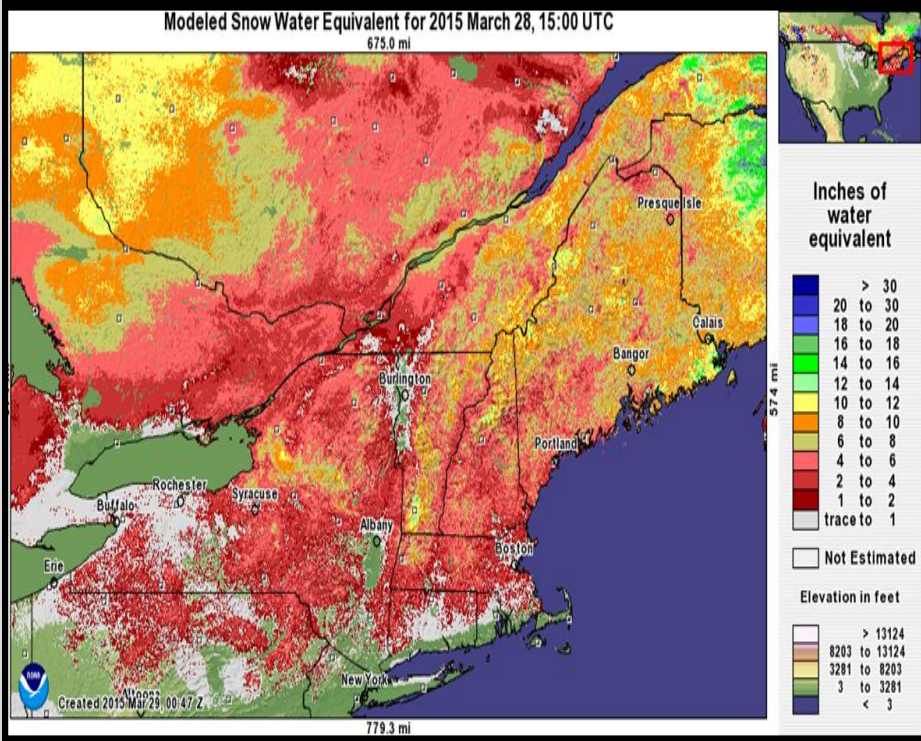 Modeled Snow Water Equivalent for 2015 March 28, 15:00 UTC
675.0 mi
Presque Isle
Calais
Bangor
Burlington
Portland
Rochester
Syracuse
Buffalo
Albany
Boston
Erie
New York
Altoona
Created 2015 Mar 29, 00:47 Z
779.3 mi
574 mi
NOAA
Inches of
water
equivalent
> 30
20 to 30
18 to 20
16 to 18
14 to 16
12 to 14
10 to 12
8 to 10
6 to 8
4 to 6
2 to 4
1 to 2
trace to 1
Not Estimated
Elevation in feet
> 13124
8203 to 13124
3281 to 8203
3 to 3281
< 3